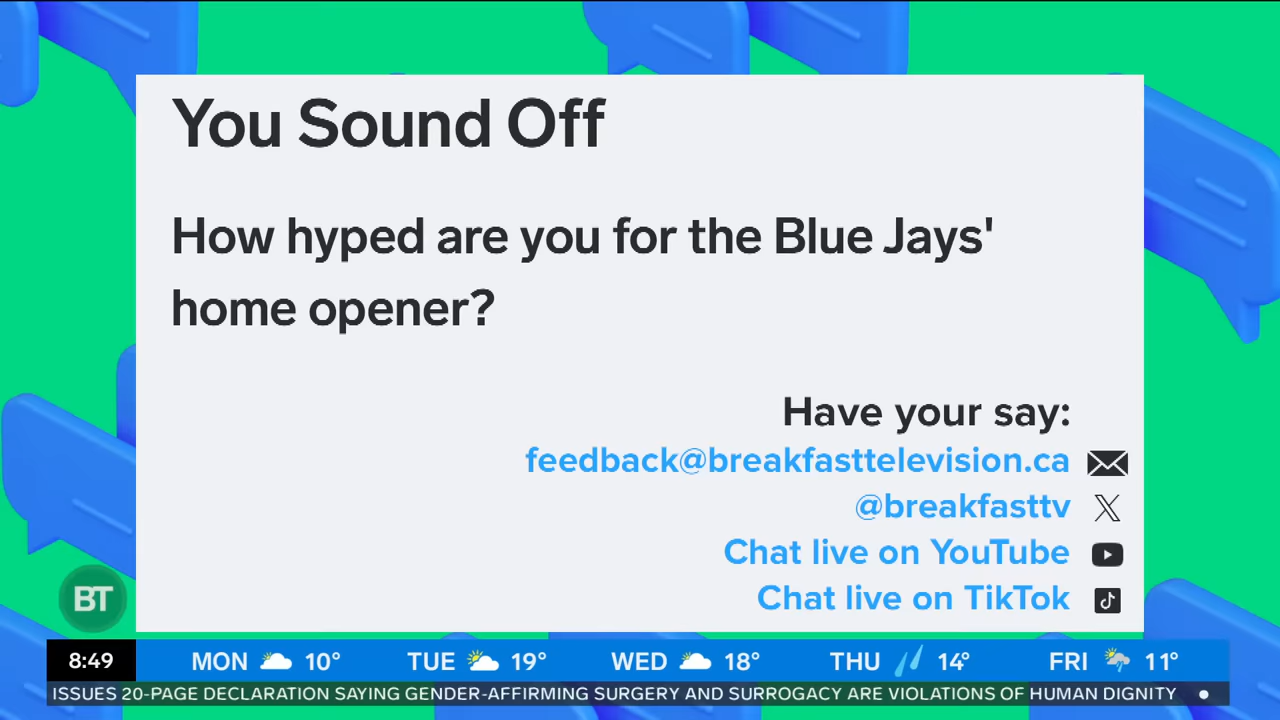 You Sound Off
How hyped are you for the Blue Jays'
home opener?
Have your say:
feedback@breakfasttelevision.ca
@breakfasttv
Chat live on YouTube
Chat live on TikTok
BT
8:49 MON 10° TUE 19° WED 18° THU 14° FRI 11°
ISSUES 20-PAGE DECLARATION SAYING GENDER-AFFIRMING SURGERY AND SURROGACY ARE VIOLATIONS OF HUMAN DIGNITY